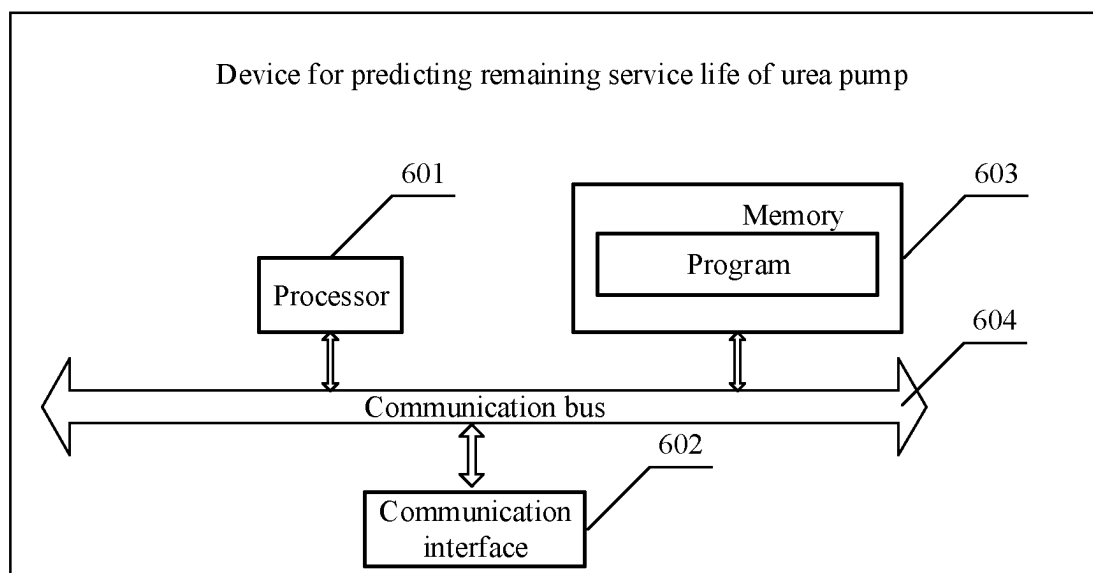 Device for predicting remaining service life of urea pump
601
603
Memory
Program
Processor
604
Communication bus
602
Communication
interface